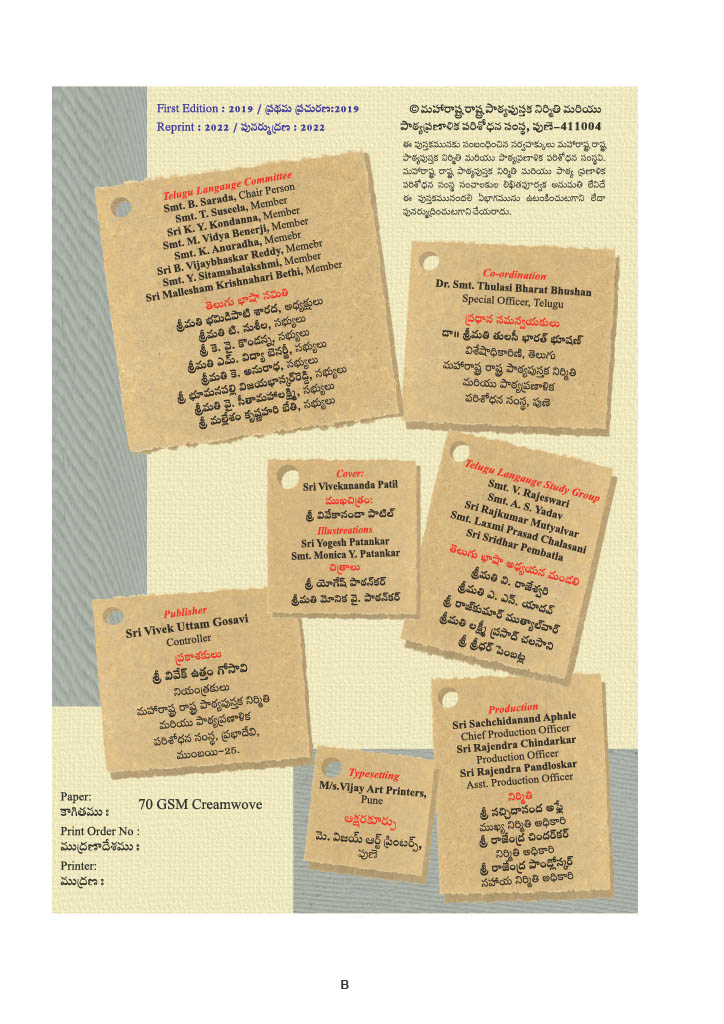 First Edition : 2019 / ప్రథమ ప్రచురణ:2019
Reprint : 2022 / పునర్ముద్రణ : 2022
© మహారాష్ట్ర రాష్ట్ర పాఠ్యపుస్తక నిర్మితి మరియు
పాఠ్యప్రణాళిక పరిశోధన సంస్థ, పుణె–411004
ఈ పుస్తకమునకు సంబంధించిన సర్వహక్కులు మహారాష్ట్ర రాష్ట్ర
పాఠ్యపుస్తక నిర్మితి మరియు పాఠ్యప్రణాళిక పరిశోధన సంస్థవి.
మహారాష్ట్ర రాష్ట్ర పాఠ్యపుస్తక నిర్మితి మరియు పాఠ్య ప్రణాళిక
పరిశోధన సంస్థ సంచాలకుల లిఖితపూర్వక అనుమతి లేనిదే
ఈ పుస్తకమునందలి ఏభాగమును ఉటంకించుటగాని లేదా
పునర్ముద్రించుటగాని చేయరాదు.
Telugu Langauge Committee
Smt. B. Sarada, Chair Person
Smt. T. Suseela, Member
Sri K. Y. Kondanna, Member
Smt. M. Vidya Benerji, Member
Smt. K. Anuradha, Memebr
Sri B. Vijaybhaskar Reddy, Memebr
Smt. Y. Sitamahalakshmi, Member
Sri Mallesham Krishnahari Bethi, Member
తెలుగు భాషా సమితి
శ్రీమతి భమిడిపాటి శారద, అధ్యక్షులు
శ్రీమతి టి. సుశీల, సభ్యులు
శ్రీ కె. వై. కొండన్న, సభ్యులు
శ్రీమతి ఎమ్. విద్యా బెనర్జీ, సభ్యులు
శ్రీమతి కె. అనురాధ, సభ్యులు
శ్రీ భూమనపల్లి విజయభాస్కర్‌రెడ్డి, సభ్యులు
శ్రీమతి వై. సీతామహాలక్ష్మి, సభ్యులు
శ్రీ మల్లేశం కృష్ణహరి బేతి, సభ్యులు
Co-ordination
Dr. Smt. Thulasi Bharat Bhushan
Special Officer, Telugu
ప్రధాన సమన్వయకులు
డా॥ శ్రీమతి తులసీ భారత్ భూషణ్
విశేషాధికారిణి, తెలుగు
మహారాష్ట్ర రాష్ట్ర పాఠ్యపుస్తక నిర్మితి
మరియు పాఠ్యప్రణాళిక
పరిశోధన సంస్థ, పుణె
Cover:
Sri Vivekananda Patil
ముఖచిత్రం:
శ్రీ వివేకానందా పాటిల్
Illustreations
Sri Yogesh Patankar
Smt. Monica Y. Patankar
చిత్రాలు
శ్రీ యోగేష్ పాఠన్‌కర్
శ్రీమతి మోనిక వై. పాఠన్‌కర్
Telugu Langauge Study Group
Smt. V. Rajeswari
Smt. A. S. Yadav
Sri Rajkumar Mutyalvar
Smt. Laxmi Prasad Chalasani
Sri Sridhar Pembatla
తెలుగు భాషా అధ్యయన మండలి
శ్రీమతి వి. రాజేశ్వరి
శ్రీమతి ఎ. ఎస్. యాదవ్
శ్రీ రాజ్‌కుమార్ ముత్యాల్‌వార్
శ్రీమతి లక్ష్మీ ప్రసాద్ చలసాని
శ్రీ శ్రీధర్ పెంబట్ల
Publisher
Sri Vivek Uttam Gosavi
Controller
ప్రకాశకులు
శ్రీ వివేక్ ఉత్తం గోసావి
నియంత్రకులు
మహారాష్ట్ర రాష్ట్ర పాఠ్యపుస్తక నిర్మితి
మరియు పాఠ్యప్రణాళిక
పరిశోధన సంస్థ, ప్రభాదేవి,
ముంబయి-25.
Production
Sri Sachchidanand Aphale
Chief Production Officer
Sri Rajendra Chindarkar
Production Officer
Sri Rajendra Pandloskar
Asst. Production Officer
నిర్మితి
శ్రీ సచ్చిదానంద అఫ్లే
ముఖ్య నిర్మితి అధికారి
శ్రీ రాజేంద్ర చిందర్‌కర్
నిర్మితి అధికారి
శ్రీ రాజేంద్ర పాండ్లోస్కర్
సహాయ నిర్మితి అధికారి
Typesetting
M/s.Vijay Art Printers,
Pune
అక్షరకూర్పు
మె. విజయ్ ఆర్ట్ ప్రింటర్స్,
పుణె
Paper:
కాగితము : 70 GSM Creamwove
Print Order No :
ముద్రణాదేశము :
Printer:
ముద్రణ :
B